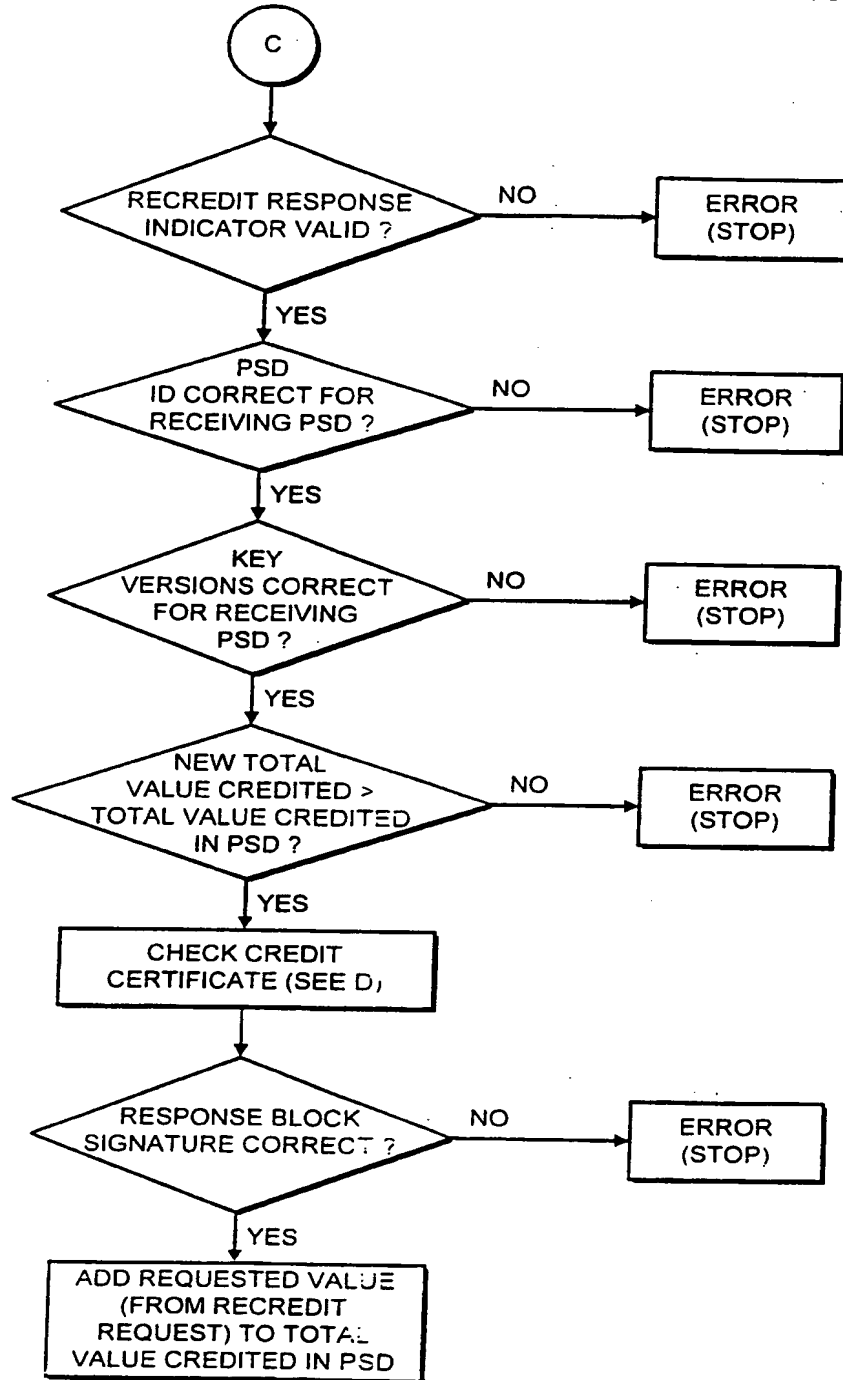 C
RECREDIT RESPONSE
INDICATOR VALID ?
NO
ERROR
(STOP)
YES
PSD
ID CORRECT FOR
RECEIVING PSD ?
NO
ERROR
(STOP)
YES
KEY
VERSIONS CORRECT
FOR RECEIVING
PSD ?
NO
ERROR
(STOP)
YES
NEW TOTAL
VALUE CREDITED >
TOTAL VALUE CREDITED
IN PSD ?
NO
ERROR
(STOP)
YES
CHECK CREDIT
CERTIFICATE (SEE D)
RESPONSE BLOCK
SIGNATURE CORRECT ?
NO
ERROR
(STOP)
YES
ADD REQUESTED VALUE
(FROM RECREDIT
REQUEST) TO TOTAL
VALUE CREDITED IN PSD